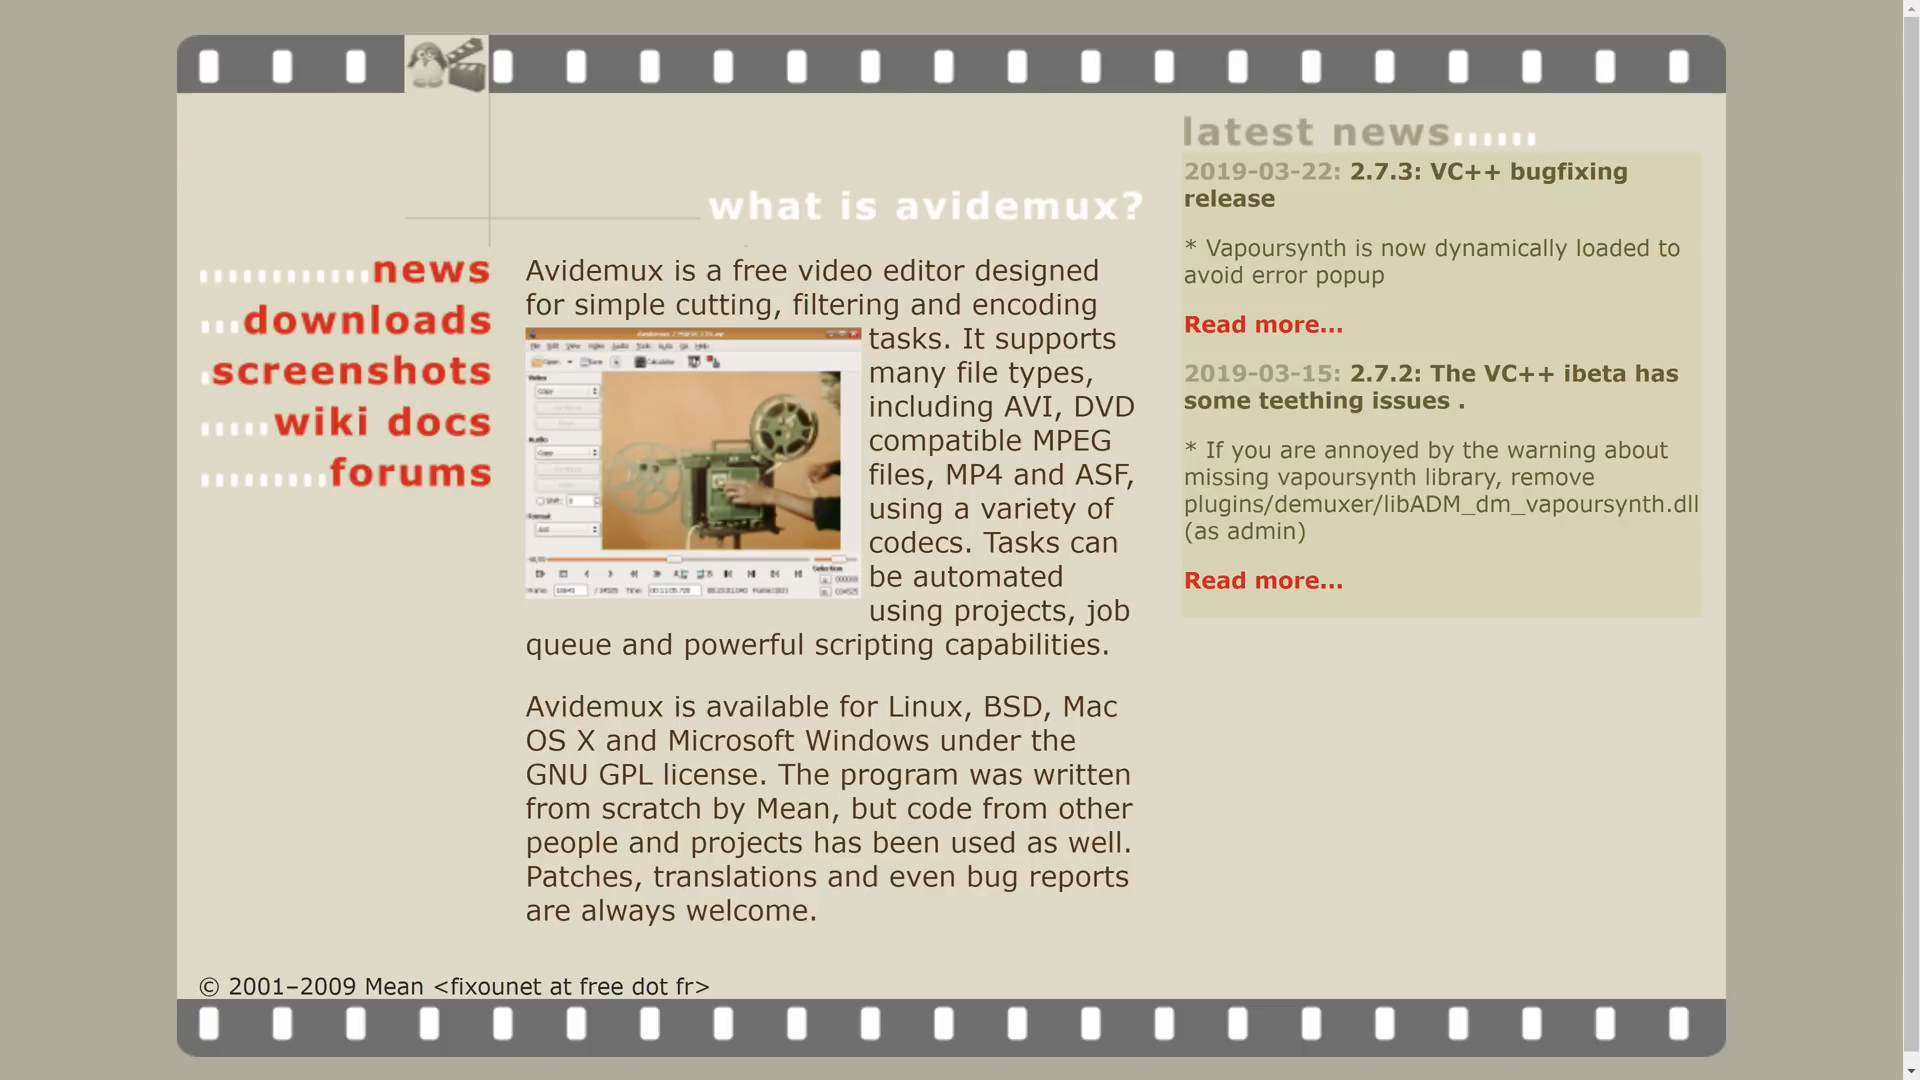 latest news
2019-03-22: 2.7.3: VC++ bugfixing
release
* Vapoursynth is now dynamically loaded to
avoid error popup
Read more...
2019-03-15: 2.7.2: The VC++ ibeta has
some teething issues .
* If you are annoyed by the warning about
missing vapoursynth library, remove
plugins/demuxer/libADM_dm_vapoursynth.dll
(as admin)
Read more...
what is avidemux?
news
downloads
screenshots
wiki docs
forums
Avidemux is a free video editor designed
for simple cutting, filtering and encoding
tasks. It supports
many file types,
including AVI, DVD
compatible MPEG
files, MP4 and ASF,
using a variety of
codecs. Tasks can
be automated
using projects, job
queue and powerful scripting capabilities.
Avidemux is available for Linux, BSD, Mac
OS X and Microsoft Windows under the
GNU GPL license. The program was written
from scratch by Mean, but code from other
people and projects has been used as well.
Patches, translations and even bug reports
are always welcome.
© 2001–2009 Mean <fixounet at free dot fr>